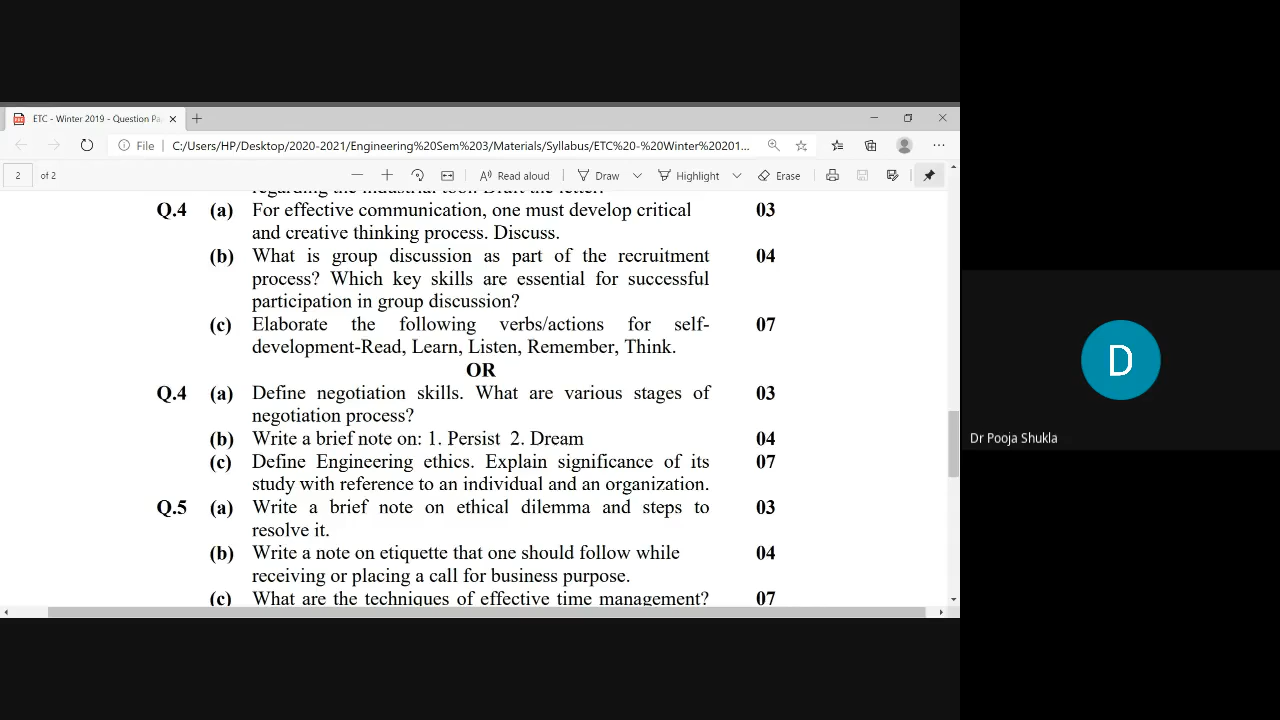 ETC - Winter 2019 - Question Pa
File
C:/Users/HP/Desktop/2020-2021/Engineering%20Sem%203/Materials/Syllabus/ETC%20-%20Winter%20201...
2 of 2 Read aloud Draw Highlight Erase
regarding the industrial tool. Draft the letter.
Q.4 (a) For effective communication, one must develop critical 03
and creative thinking process. Discuss.
(b) What is group discussion as part of the recruitment 04
process? Which key skills are essential for successful
participation in group discussion?
(c) Elaborate the following verbs/actions for self- 07
development-Read, Learn, Listen, Remember, Think.
OR
Q.4 (a) Define negotiation skills. What are various stages of 03
negotiation process?
(b) Write a brief note on: 1. Persist 2. Dream 04
(c) Define Engineering ethics. Explain significance of its 07
study with reference to an individual and an organization.
Q.5 (a) Write a brief note on ethical dilemma and steps to 03
resolve it.
(b) Write a note on etiquette that one should follow while 04
receiving or placing a call for business purpose.
(c) What are the techniques of effective time management? 07
D
Dr Pooja Shukla